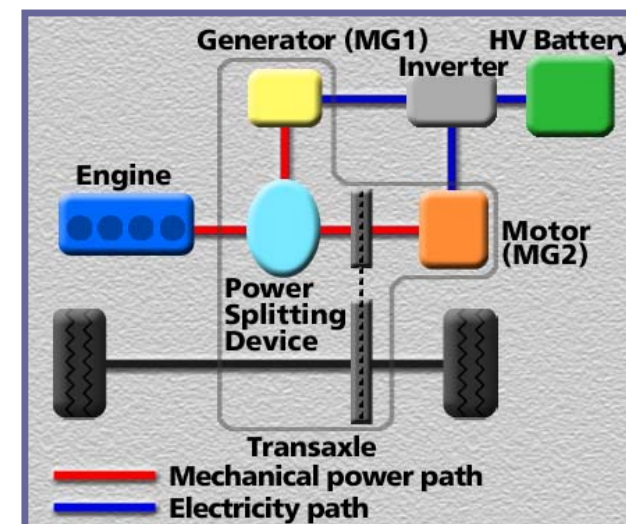 Generator (MG1)
HV Battery
Inverter
Engine
Motor
(MG2)
Power
Splitting
Device
Transaxle
Mechanical power path
Electricity path